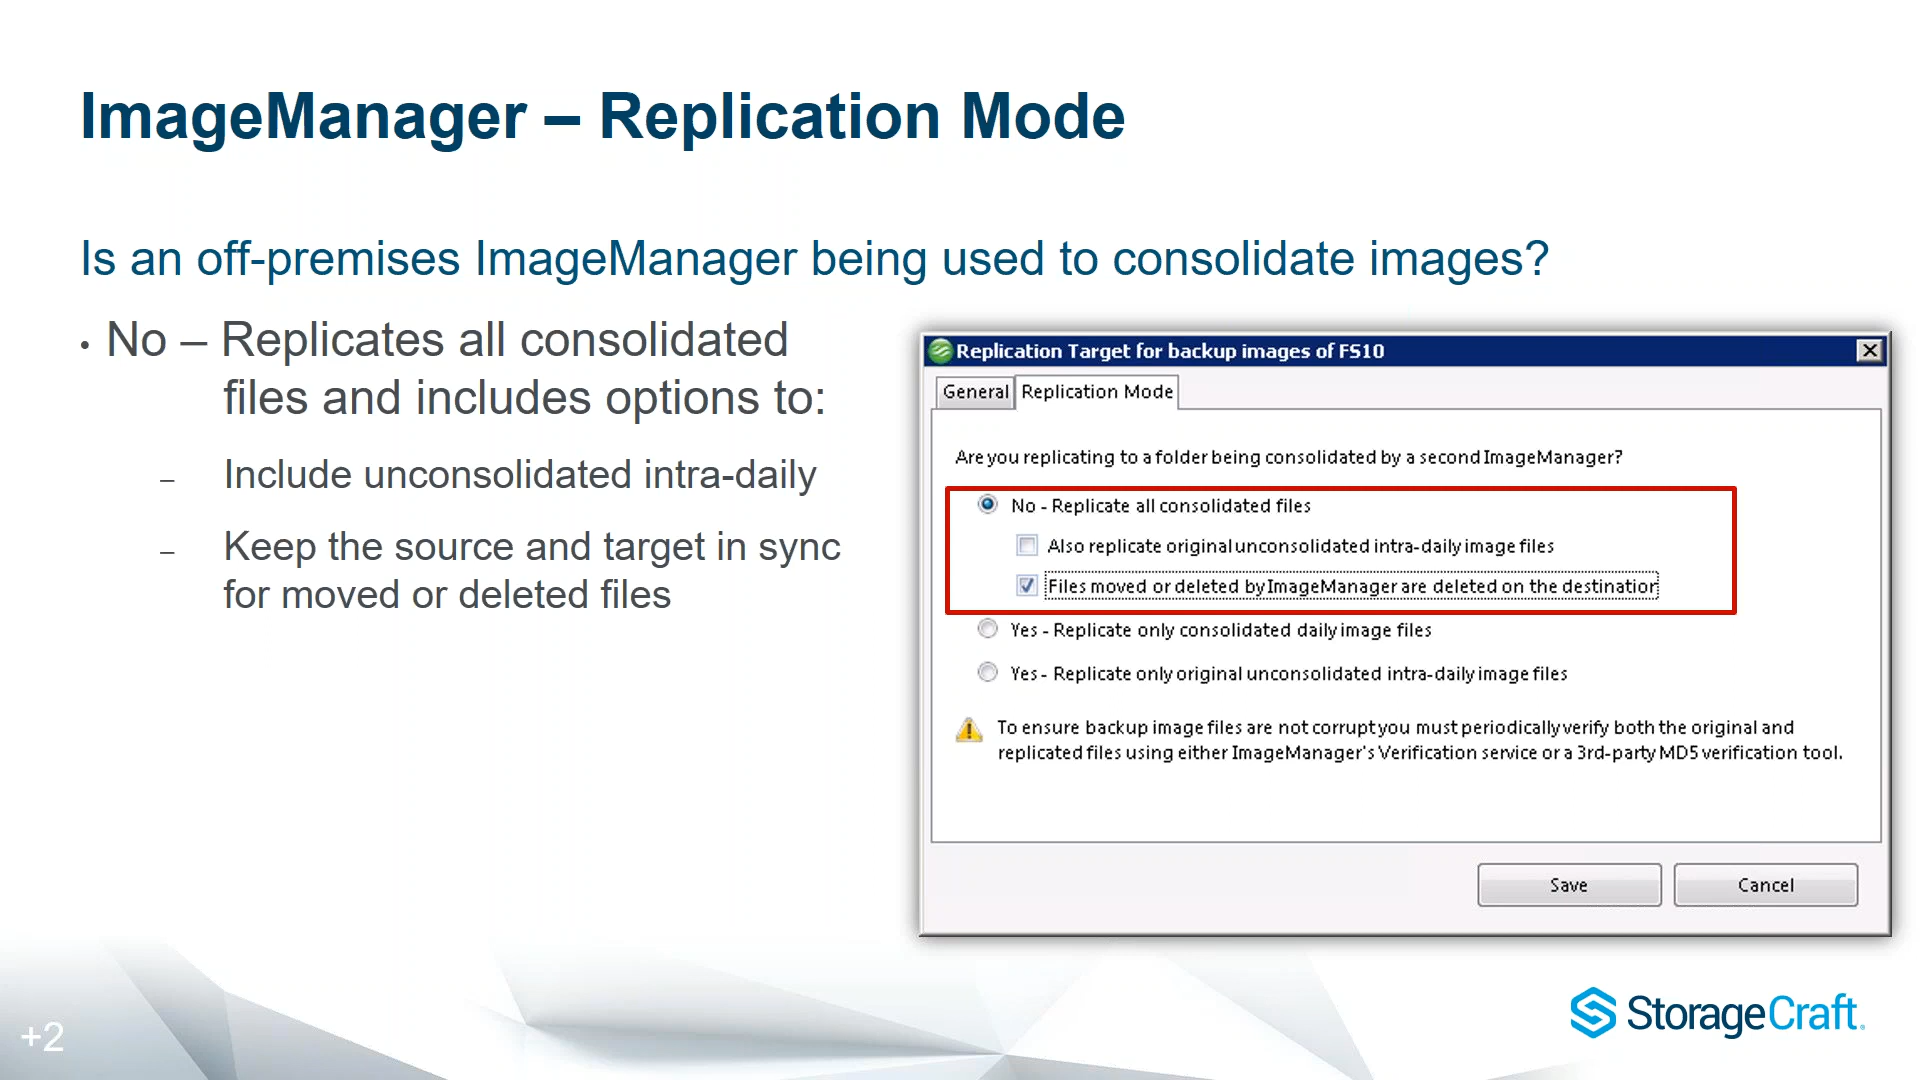 ImageManager – Replication Mode
Is an off-premises ImageManager being used to consolidate images?
• No – Replicates all consolidated
files and includes options to:
– Include unconsolidated intra-daily
– Keep the source and target in sync
for moved or deleted files
Replication Target for backup images of FS10
General
Replication Mode
Are you replicating to a folder being consolidated by a second ImageManager?
No - Replicate all consolidated files
Also replicate original unconsolidated intra-daily image files
Files moved or deleted by ImageManager are deleted on the destination
Yes - Replicate only consolidated daily image files
Yes - Replicate only original unconsolidated intra-daily image files
To ensure backup image files are not corrupt you must periodically verify both the original and
replicated files using either ImageManager's Verification service or a 3rd-party MD5 verification tool.
Save
Cancel
StorageCraft
+2